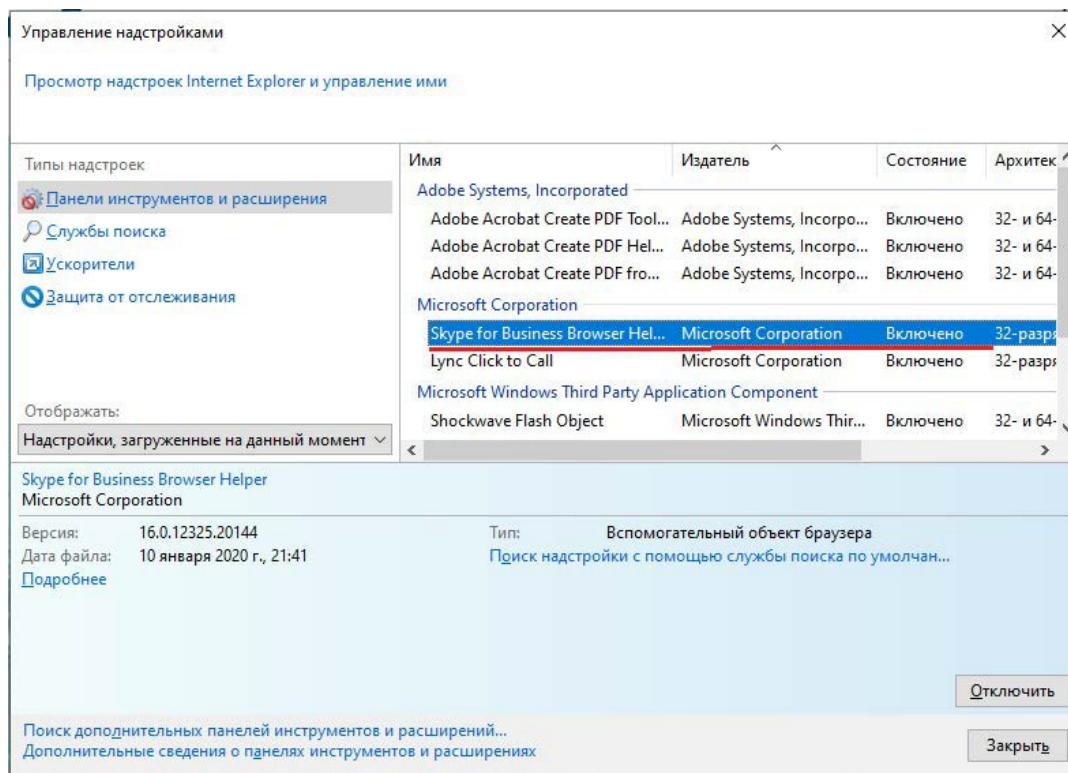 Управление надстройками
Просмотр надстроек Internet Explorer и управление ими
Типы надстроек
Панели инструментов и расширения
Службы поиска
Ускорители
Защита от отслеживания
Отображать:
Надстройки, загруженные на данный момент
Имя Издатель Состояние Архитек
Adobe Systems, Incorporated
Adobe Acrobat Create PDF Tool... Adobe Systems, Incorpo... Включено 32- и 64-
Adobe Acrobat Create PDF Hel... Adobe Systems, Incorpo... Включено 32- и 64-
Adobe Acrobat Create PDF fro... Adobe Systems, Incorpo... Включено 32- и 64-
Microsoft Corporation
Skype for Business Browser Hel... Microsoft Corporation Включено 32-разря
Lync Click to Call Microsoft Corporation Включено 32-разря
Microsoft Windows Third Party Application Component
Shockwave Flash Object Microsoft Windows Thir... Включено 32- и 64-
Skype for Business Browser Helper
Microsoft Corporation
Версия: 16.0.12325.20144
Дата файла: 10 января 2020 г., 21:41
Подробнее
Тип: Вспомогательный объект браузера
Поиск надстройки с помощью службы поиска по умолчан...
Отключить
Поиск дополнительных панелей инструментов и расширений...
Дополнительные сведения о панелях инструментов и расширениях
Закрыть